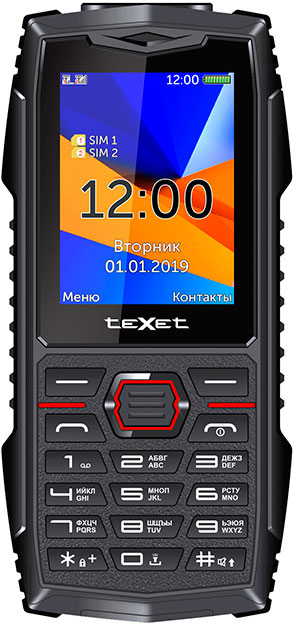 12:00
1 SIM 1
2 SIM 2
12:00
Вторник
01.01.2019
Меню Контакты
teXet
1 2 АБВГ ABC 3 ДЕЖЗ DEF
4 ИЙКЛ GHI 5 МНОП JKL 6 РСТУ MNO
7 ФХЦЧ PQRS 8 ШЩЪЫ TUV 9 ЬЭЮЯ WXYZ
* + 0 #